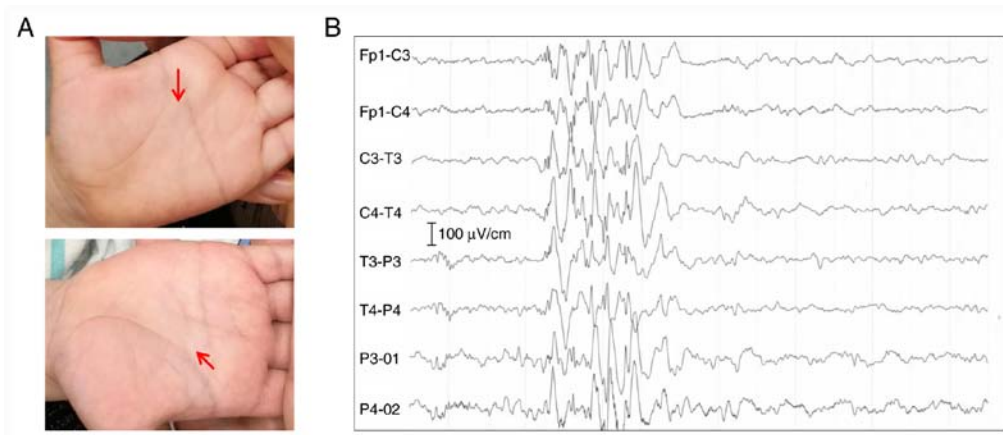 A
B
Fp1-C3
Fp1-C4
C3-T3
C4-T4
100 μV/cm
T3-P3
T4-P4
P3-01
P4-02